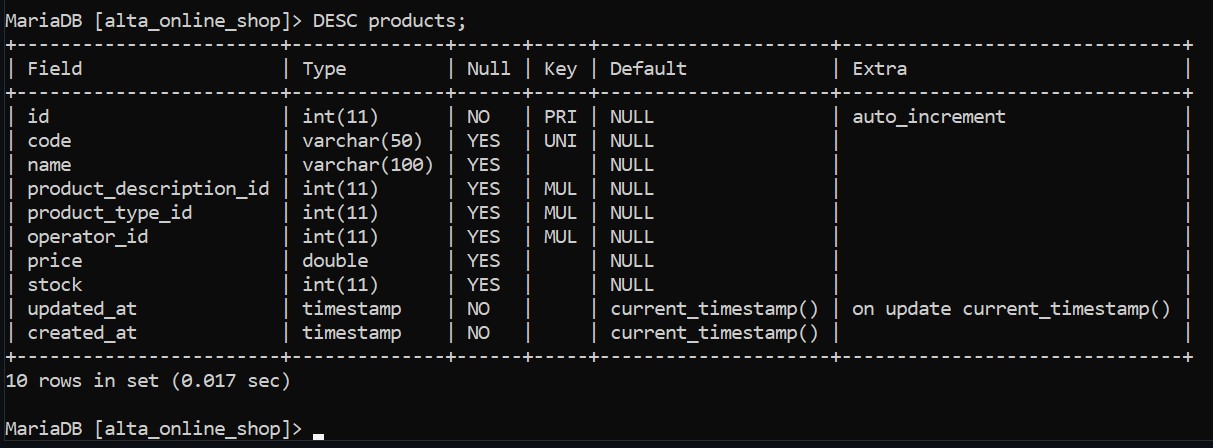 MariaDB [alta_online_shop]> DESC products;
+------------------------+--------------+------+-----+---------------------+-------------------------------+
| Field                  | Type         | Null | Key | Default             | Extra                         |
+------------------------+--------------+------+-----+---------------------+-------------------------------+
| id                     | int(11)      | NO   | PRI | NULL                | auto_increment                |
| code                   | varchar(50)  | YES  | UNI | NULL                |                               |
| name                   | varchar(100) | YES  |     | NULL                |                               |
| product_description_id | int(11)      | YES  | MUL | NULL                |                               |
| product_type_id        | int(11)      | YES  | MUL | NULL                |                               |
| operator_id            | int(11)      | YES  | MUL | NULL                |                               |
| price                  | double       | YES  |     | NULL                |                               |
| stock                  | int(11)      | YES  |     | NULL                |                               |
| updated_at             | timestamp    | NO   |     | current_timestamp() | on update current_timestamp() |
| created_at             | timestamp    | NO   |     | current_timestamp() |                               |
+------------------------+--------------+------+-----+---------------------+-------------------------------+
10 rows in set (0.017 sec)
MariaDB [alta_online_shop]>